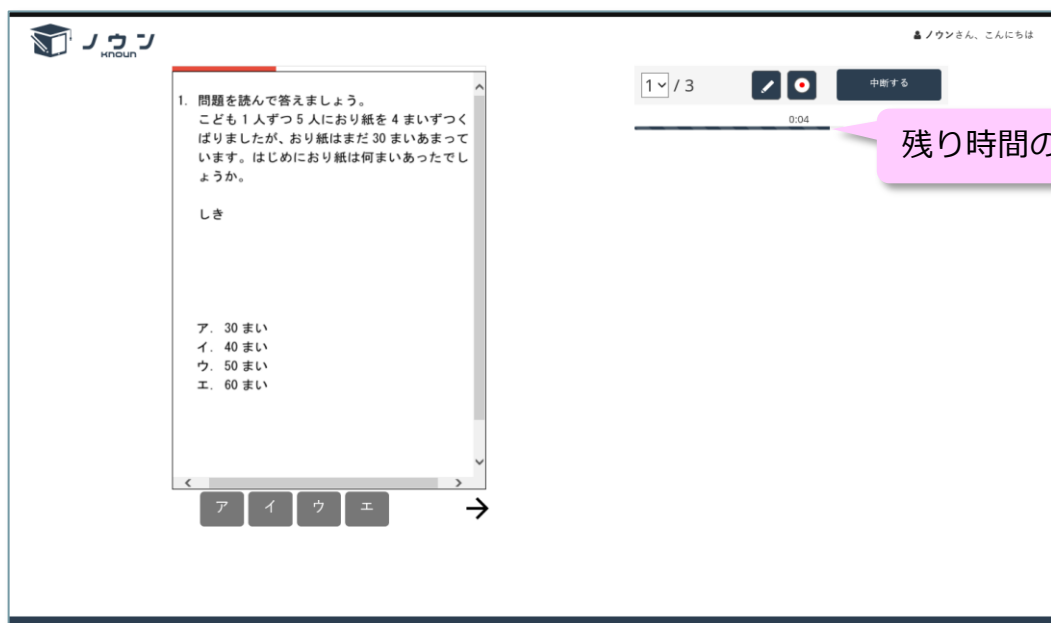 ノウン
KNOUN
ノウンさん、こんにちは
1. 問題を読んで答えましょう。
こども1人ずつ5人におり紙を4まいずつく
ばりましたが、おり紙はまだ30まいあまって
います。はじめにおり紙は何まいあったでし
ょうか。
しき
ア. 30まい
イ. 40まい
ウ. 50まい
エ. 60まい
ア イ ウ エ
1 / 3
中断する
0:04
残り時間の